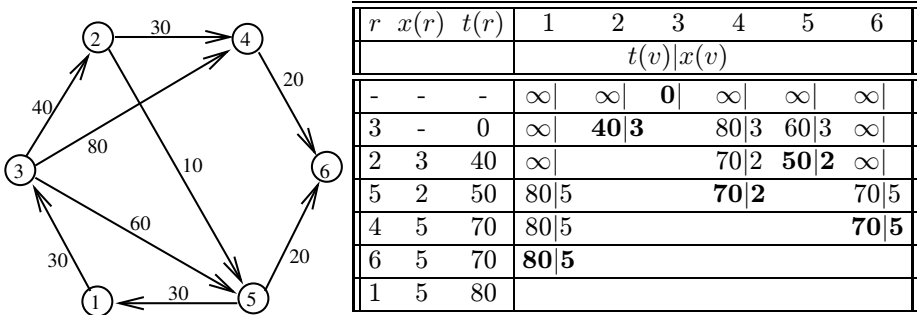 30
2
4
20
40
80
10
3
6
60
20
30
30
1
5
r x(r) t(r) 1 2 3 4 5 6
t(v)|x(v)
- - - ∞| ∞| 0| ∞| ∞| ∞|
3 - 0 ∞| 40|3 80|3 60|3 ∞|
2 3 40 ∞| 70|2 50|2 ∞|
5 2 50 80|5 70|2 70|5
4 5 70 80|5 70|5
6 5 70 80|5
1 5 80